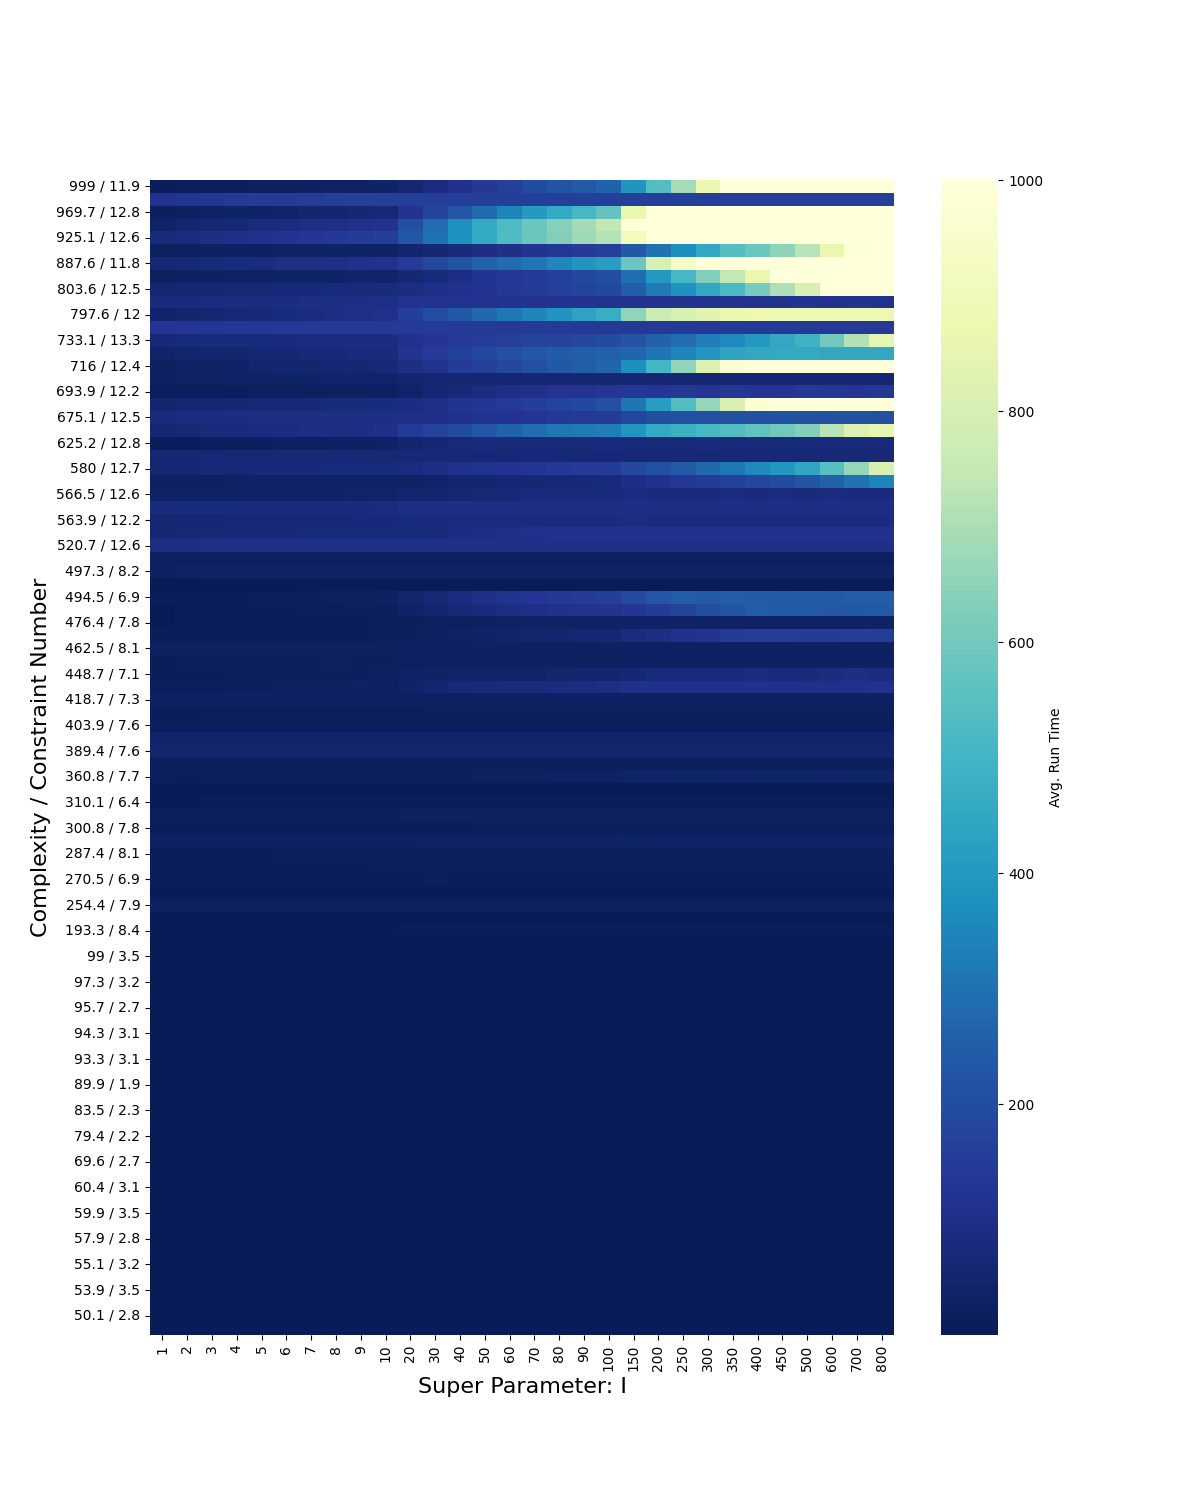 999 / 11.9
969.7 / 12.8
925.1 / 12.6
887.6 / 11.8
803.6 / 12.5
797.6 / 12
733.1 / 13.3
716 / 12.4
693.9 / 12.2
675.1 / 12.5
625.2 / 12.8
580 / 12.7
566.5 / 12.6
563.9 / 12.2
520.7 / 12.6
497.3 / 8.2
494.5 / 6.9
476.4 / 7.8
462.5 / 8.1
448.7 / 7.1
418.7 / 7.3
403.9 / 7.6
389.4 / 7.6
360.8 / 7.7
310.1 / 6.4
300.8 / 7.8
287.4 / 8.1
270.5 / 6.9
254.4 / 7.9
193.3 / 8.4
99 / 3.5
97.3 / 3.2
95.7 / 2.7
94.3 / 3.1
93.3 / 3.1
89.9 / 1.9
83.5 / 2.3
79.4 / 2.2
69.6 / 2.7
60.4 / 3.1
59.9 / 3.5
57.9 / 2.8
55.1 / 3.2
53.9 / 3.5
50.1 / 2.8
Complexity / Constraint Number
1 2 3 4 5 6 7 8 9 10 20 30 40 50 60 70 80 90 100 150 200 250 300 350 400 450 500 600 700 800
Super Parameter: I
1000
800
600
400
200
Avg. Run Time